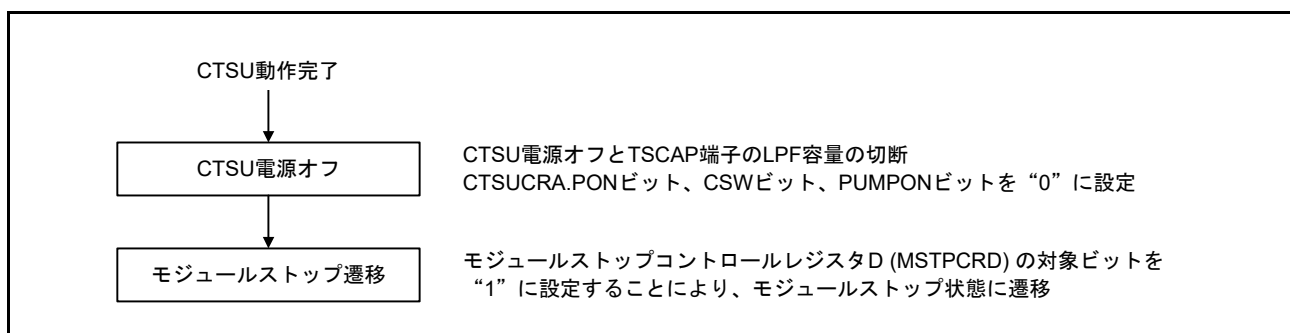 CTSU動作完了
CTSU電源オフ
CTSU電源オフとTSCAP端子のLPF容量の切断
CTSUCRA.PONビット、CSWビット、PUMPONビットを“0”に設定
モジュールストップ遷移
モジュールストップコントロールレジスタD (MSTPCRD) の対象ビットを
“1”に設定することにより、モジュールストップ状態に遷移